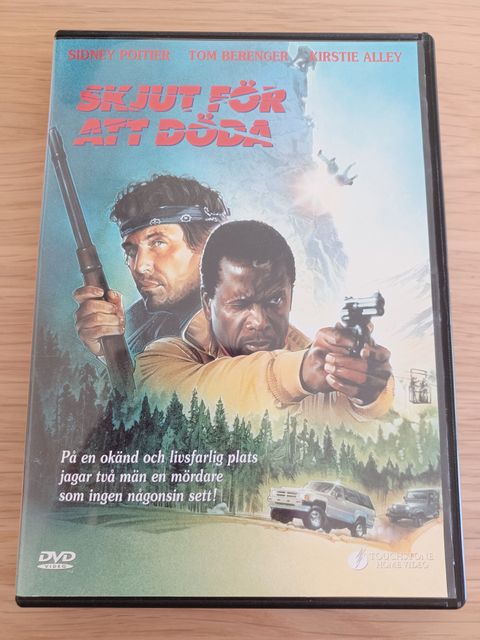 SIDNEY POITIER TOM BERENGER KIRSTIE ALLEY
SKJUT FÖR
ATT DÖDA
På en okänd och livsfarlig plats
jagar två män en mördare
som ingen någonsin sett!
DVD
VIDEO
TOUCHSTONE
HOME VIDEO